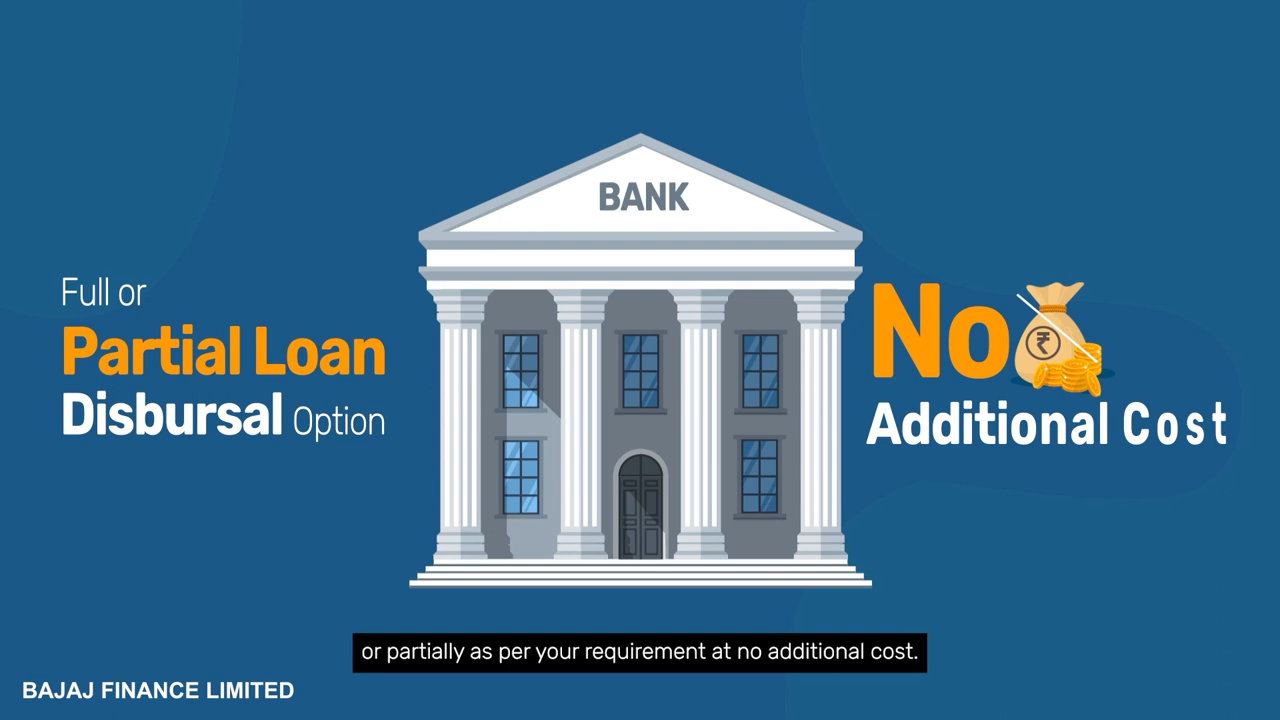 BANK
Full or
Partial Loan
Disbursal Option
No
₹
Additional Cost
or partially as per your requirement at no additional cost.
BAJAJ FINANCE LIMITED